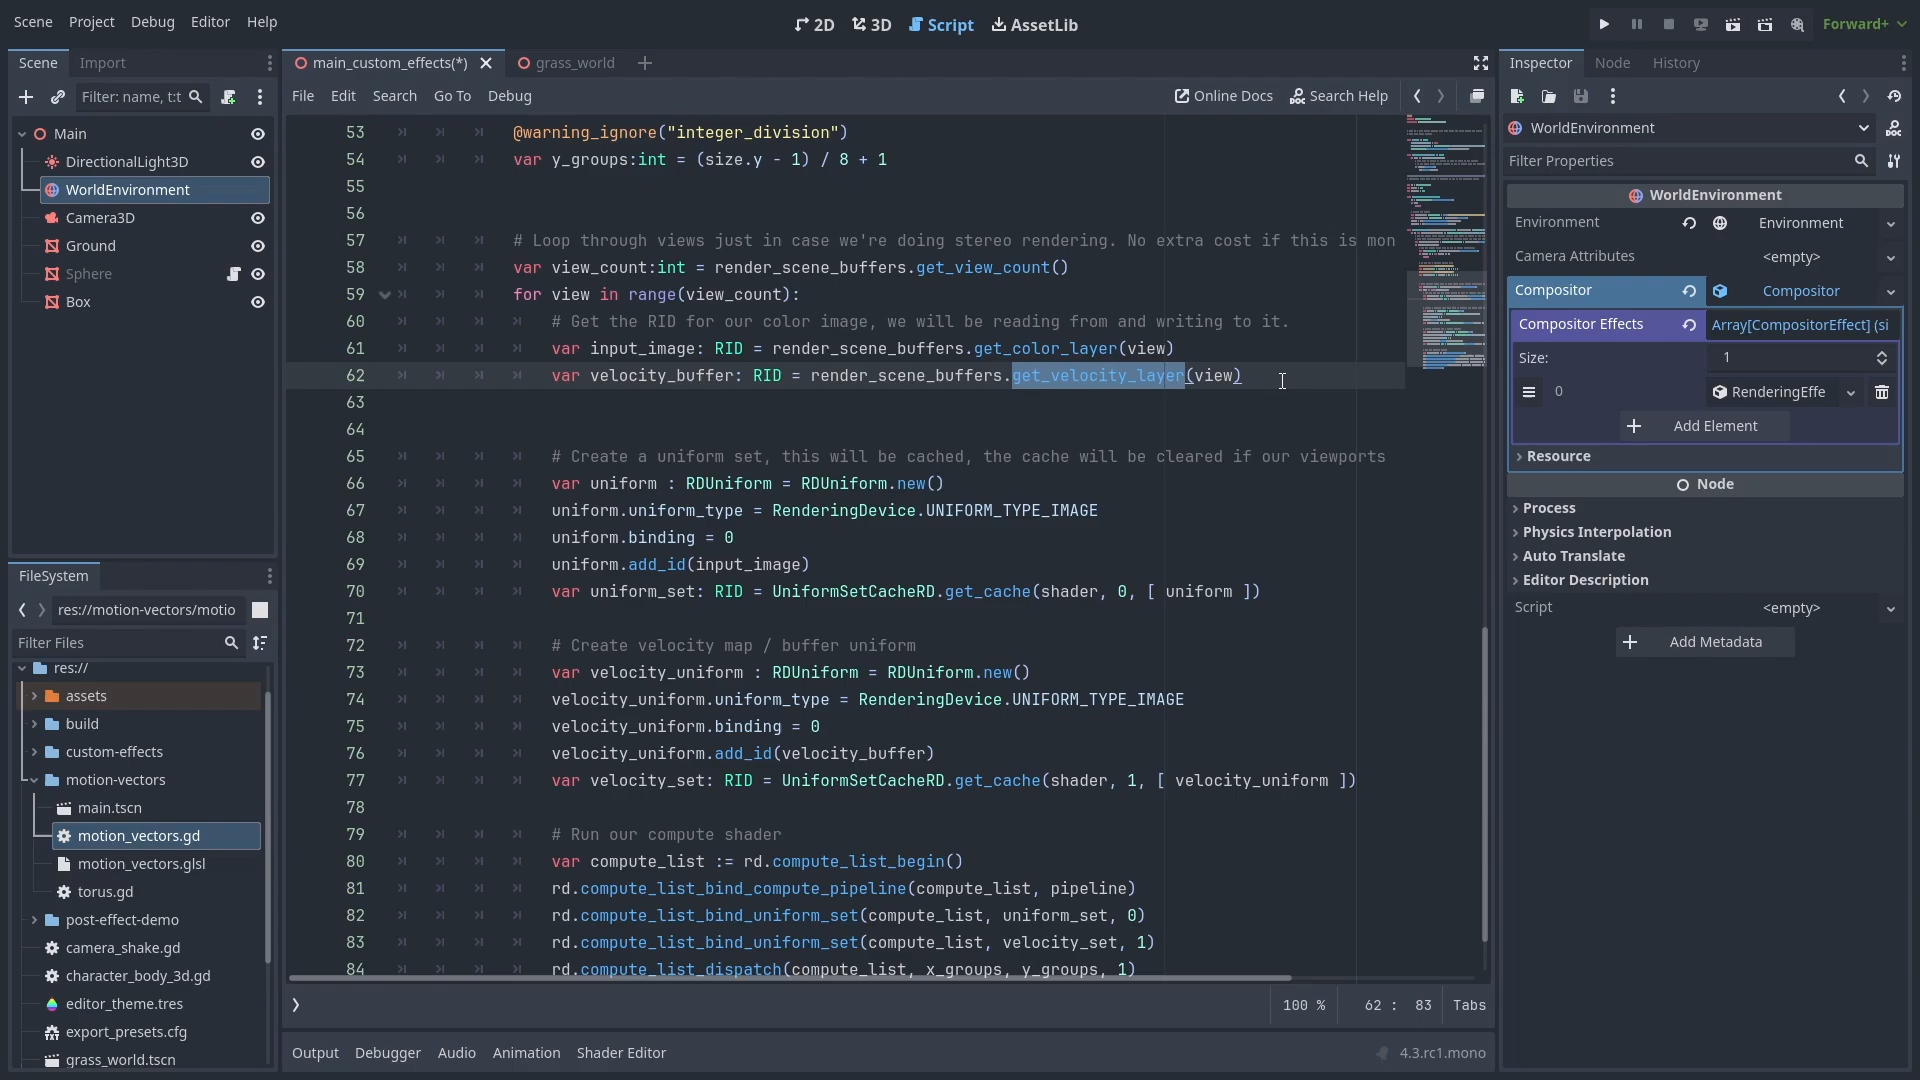 Scene Project Debug Editor Help
2D 3D Script AssetLib
Forward+
Scene Import
Filter: name, t:t
Main
DirectionalLight3D
WorldEnvironment
Camera3D
Ground
Sphere
Box
FileSystem
res://motion-vectors/motio
Filter Files
res://
assets
build
custom-effects
motion-vectors
main.tscn
motion_vectors.gd
motion_vectors.glsl
torus.gd
post-effect-demo
camera_shake.gd
character_body_3d.gd
editor_theme.tres
export_presets.cfg
grass_world.tscn
main_custom_effects(*) grass_world
File Edit Search Go To Debug Online Docs Search Help
53 @warning_ignore("integer_division")
54 var y_groups:int = (size.y - 1) / 8 + 1
55
56
57 # Loop through views just in case we're doing stereo rendering. No extra cost if this is mon
58 var view_count:int = render_scene_buffers.get_view_count()
59 for view in range(view_count):
60 # Get the RID for our color image, we will be reading from and writing to it.
61 var input_image: RID = render_scene_buffers.get_color_layer(view)
62 var velocity_buffer: RID = render_scene_buffers.get_velocity_layer(view)
63
64
65 # Create a uniform set, this will be cached, the cache will be cleared if our viewports
66 var uniform : RDUniform = RDUniform.new()
67 uniform.uniform_type = RenderingDevice.UNIFORM_TYPE_IMAGE
68 uniform.binding = 0
69 uniform.add_id(input_image)
70 var uniform_set: RID = UniformSetCacheRD.get_cache(shader, 0, [ uniform ])
71
72 # Create velocity map / buffer uniform
73 var velocity_uniform : RDUniform = RDUniform.new()
74 velocity_uniform.uniform_type = RenderingDevice.UNIFORM_TYPE_IMAGE
75 velocity_uniform.binding = 0
76 velocity_uniform.add_id(velocity_buffer)
77 var velocity_set: RID = UniformSetCacheRD.get_cache(shader, 1, [ velocity_uniform ])
78
79 # Run our compute shader
80 var compute_list := rd.compute_list_begin()
81 rd.compute_list_bind_compute_pipeline(compute_list, pipeline)
82 rd.compute_list_bind_uniform_set(compute_list, uniform_set, 0)
83 rd.compute_list_bind_uniform_set(compute_list, velocity_set, 1)
84 rd.compute_list_dispatch(compute_list, x_groups, y_groups, 1)
100 % 62 : 83 Tabs
Output Debugger Audio Animation Shader Editor 4.3.rc1.mono
Inspector Node History
WorldEnvironment
Filter Properties
WorldEnvironment
Environment Environment
Camera Attributes <empty>
Compositor Compositor
Compositor Effects Array[CompositorEffect] (si
Size: 1
0 RenderingEffe
Add Element
Resource
Node
Process
Physics Interpolation
Auto Translate
Editor Description
Script <empty>
Add Metadata